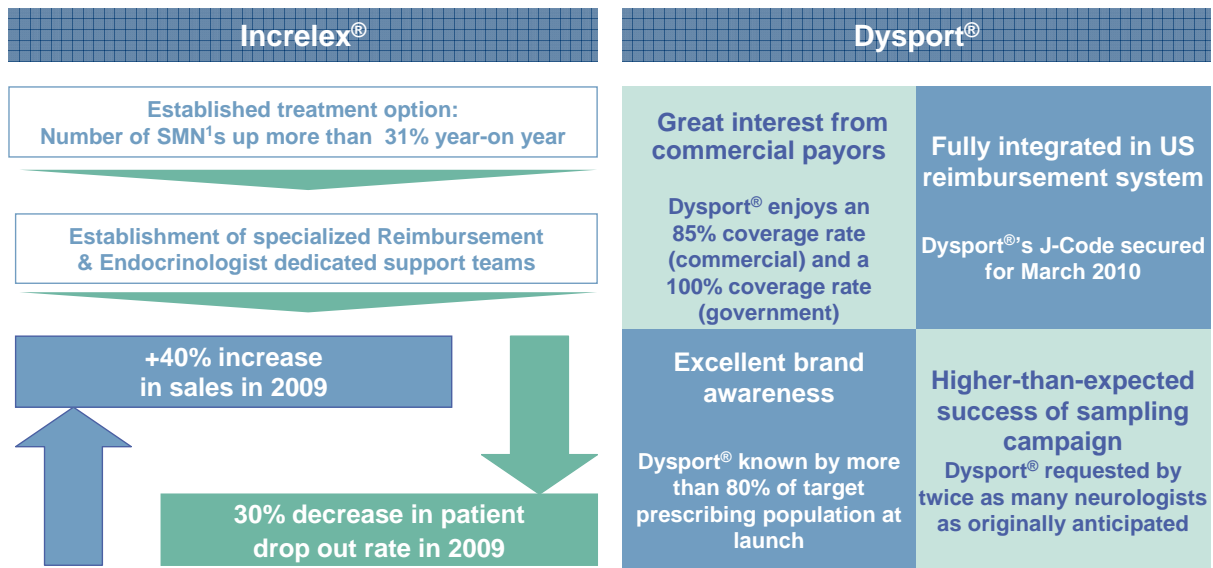 Increlex®
Established treatment option:
Number of SMN¹'s up more than 31% year-on year
Establishment of specialized Reimbursement
& Endocrinologist dedicated support teams
+40% increase
in sales in 2009
30% decrease in patient
drop out rate in 2009
Dysport®
Great interest from
commercial payors
Dysport® enjoys an
85% coverage rate
(commercial) and a
100% coverage rate
(government)
Fully integrated in US
reimbursement system
Dysport®'s J-Code secured
for March 2010
Excellent brand
awareness
Dysport® known by more
than 80% of target
prescribing population at
launch
Higher-than-expected
success of sampling
campaign
Dysport® requested by
twice as many neurologists
as originally anticipated